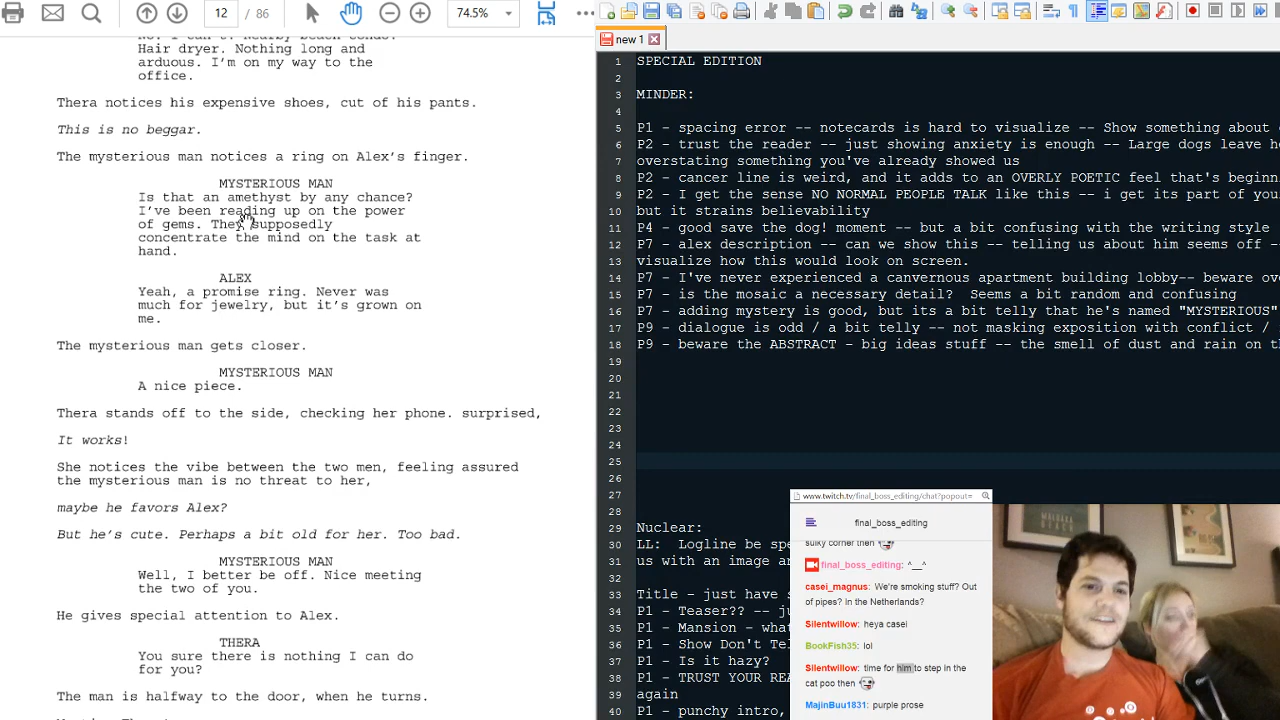 12 / 86
74.5%
Hair dryer. Nothing long and
arduous. I'm on my way to the
office.
Thera notices his expensive shoes, cut of his pants.
This is no beggar.
The mysterious man notices a ring on Alex's finger.
MYSTERIOUS MAN
Is that an amethyst by any chance?
I've been reading up on the power
of gems. They supposedly
concentrate the mind on the task at
hand.
ALEX
Yeah, a promise ring. Never was
much for jewelry, but it's grown on
me.
The mysterious man gets closer.
MYSTERIOUS MAN
A nice piece.
Thera stands off to the side, checking her phone. surprised,
It works!
She notices the vibe between the two men, feeling assured
the mysterious man is no threat to her,
maybe he favors Alex?
But he's cute. Perhaps a bit old for her. Too bad.
MYSTERIOUS MAN
Well, I better be off. Nice meeting
the two of you.
He gives special attention to Alex.
THERA
You sure there is nothing I can do
for you?
The man is halfway to the door, when he turns.
new 1
1 SPECIAL EDITION
2
3 MINDER:
4
5 P1 - spacing error -- notecards is hard to visualize -- Show something about
6 P2 - trust the reader -- just showing anxiety is enough -- Large dogs leave
7 overstating something you've already showed us
8 P2 - cancer line is weird, and it adds to an OVERLY POETIC feel that's
9 P2 - I get the sense NO NORMAL PEOPLE TALK like this -- i get its part of
10 but it strains believability
11 P4 - good save the dog! moment -- but a bit confusing with the writing style
12 P7 - alex description -- can we show this -- telling us about him seems off -
13 visualize how this would look on screen.
14 P7 - I've never experienced a canvernous apartment building lobby-- beware
15 P7 - is the mosaic a necessary detail?  Seems a bit random and confusing
16 P7 - adding mystery is good, but its a bit telly that he's named "MYSTERIOUS"
17 P9 - dialogue is odd / a bit telly -- not masking exposition with conflict /
18 P9 - beware the ABSTRACT - big ideas stuff -- the smell of dust and rain on
19
20
21
22
23
24
25
26
27
28
29 Nuclear:
30 LL:  Logline be
31 us with an image
32
33 Title - just have
34 P1 - Teaser?? --
35 P1 - Mansion -
36 P1 - Show Don't
37 P1 - Is it hazy?
38 P1 - TRUST YOUR
39 again
40 P1 - punchy intro,
www.twitch.tv/final_boss_editing/chat?popout=
final_boss_editing
sulky corner then
final_boss_editing: ^__^
casei_magnus: We're smoking stuff? Out
of pipes? In the Netherlands?
Silentwillow: heya casei
BookFish35: lol
Silentwillow: time for him to step in the
cat poo then
MajinBuu1831: purple prose